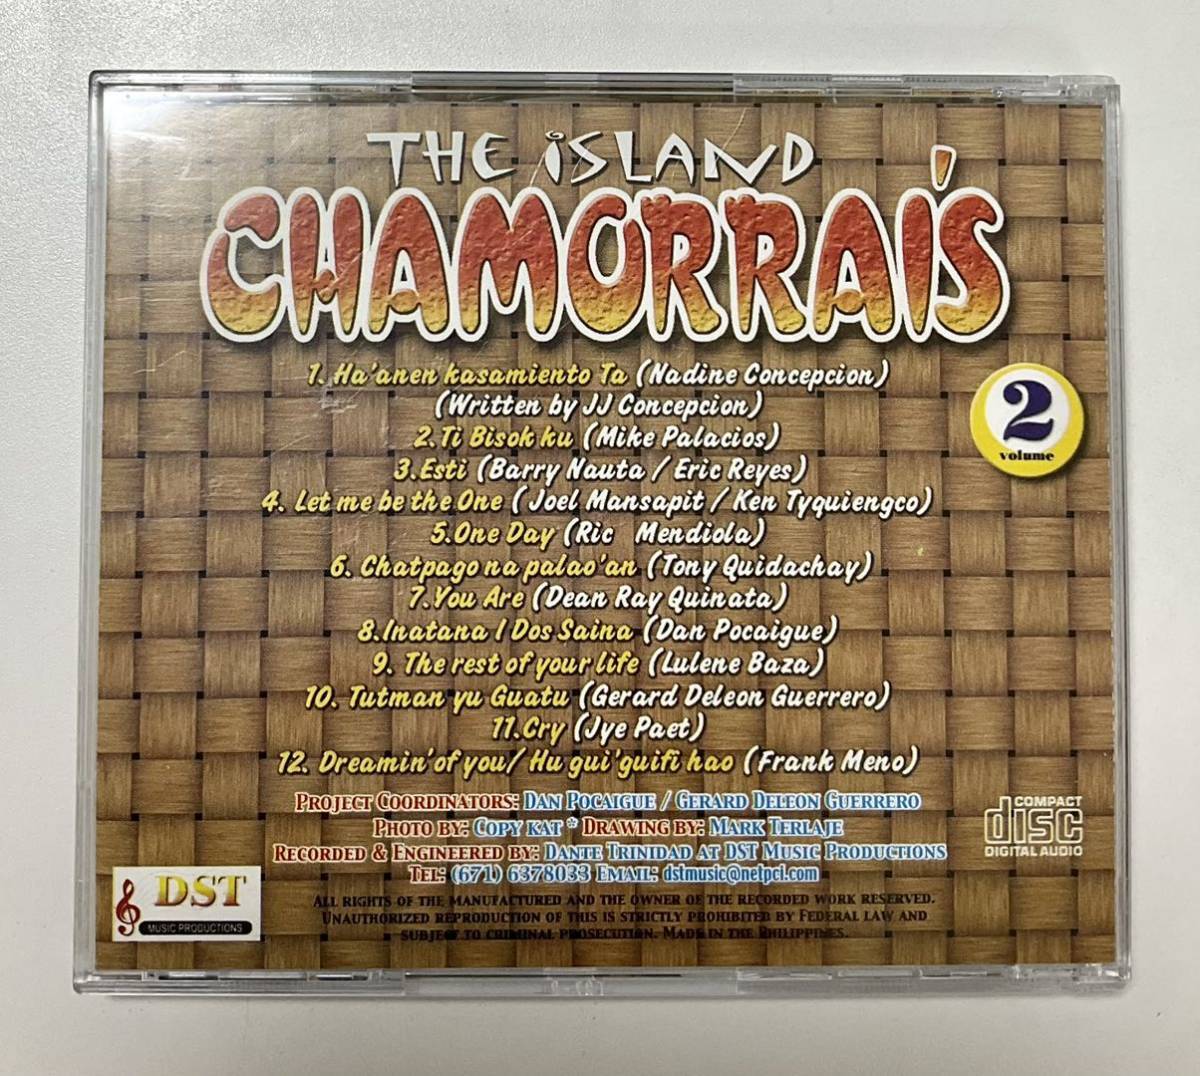 THE iSLAND
CHAMORRAI'S
1. Ha'anen kasamiento Ta (Nadine Concepcion)
(Written by JJ Concepcion)
2. Ti Bisok ku (Mike Palacios)
3.Esti (Barry Nauta / Eric Reyes)
4. Let me be the One ( Joel Mansapit / Ken Tyquiengco)
5.One Day (Ric Mendiola)
6. Chatpago na palao'an (Tony Quidachay)
7.You Are (Dean Ray Quinata)
8.Inatana I Dos Saina (Dan Pocaigue)
9. The rest of your life (Lulene Baza)
10. Tutman yu Guatu (Gerard Deleon Guerrero)
11.Cry (Jye Paet)
12. Dreamin' of you/ Hu gui'guifi hao (Frank Meno)
2
volume
PROJECT COORDINATORS: DAN POCAIGUE / GERARD DELEON GUERRERO
PHOTO BY: COPY KAT * DRAWING BY: MARK TERLAJE
RECORDED & ENGINEERED BY: DANTE TRINIDAD AT DST MUSIC PRODUCTIONS
TEL: (671) 6378033 EMAIL: dstmusic@netpci.com
ALL RIGHTS OF THE MANUFACTURED AND THE OWNER OF THE RECORDED WORK RESERVED.
UNAUTHORIZED REPRODUCTION OF THIS IS STRICTLY PROHIBITED BY FEDERAL LAW AND
SUBJECT TO CRIMINAL PROSECUTION. MADE IN THE PHILIPPINES.
DST
MUSIC PRODUCTIONS
COMPACT
disc
DIGITAL AUDIO